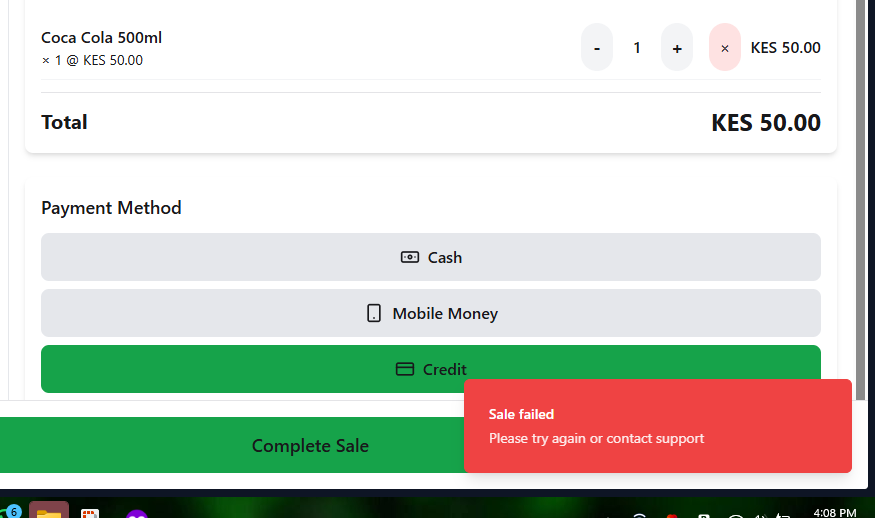 Coca Cola 500ml
× 1 @ KES 50.00
- 1 + × KES 50.00
Total KES 50.00
Payment Method
Cash
Mobile Money
Credit
Sale failed
Please try again or contact support
Complete Sale
6
4:08 PM